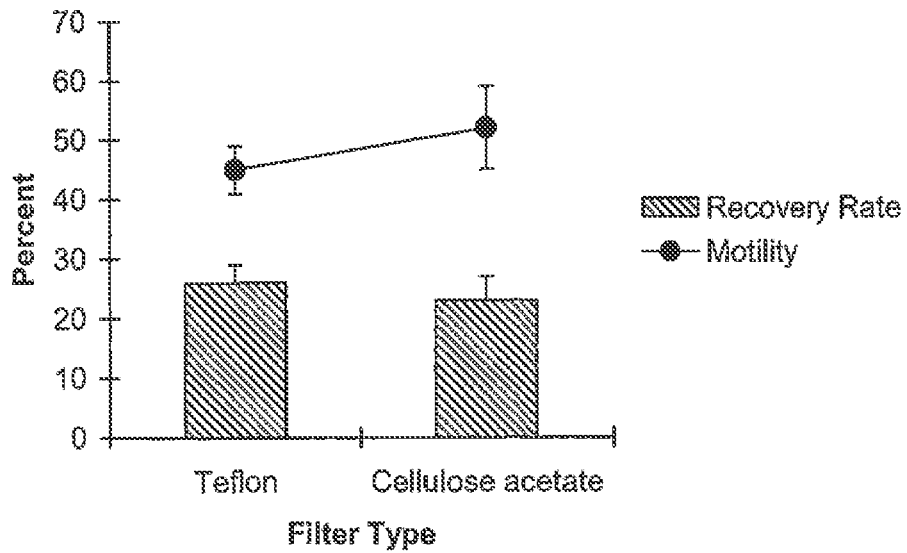 70
60
50
40
30
20
10
0
Percent
Teflon
Cellulose acetate
Filter Type
Recovery Rate
Motility